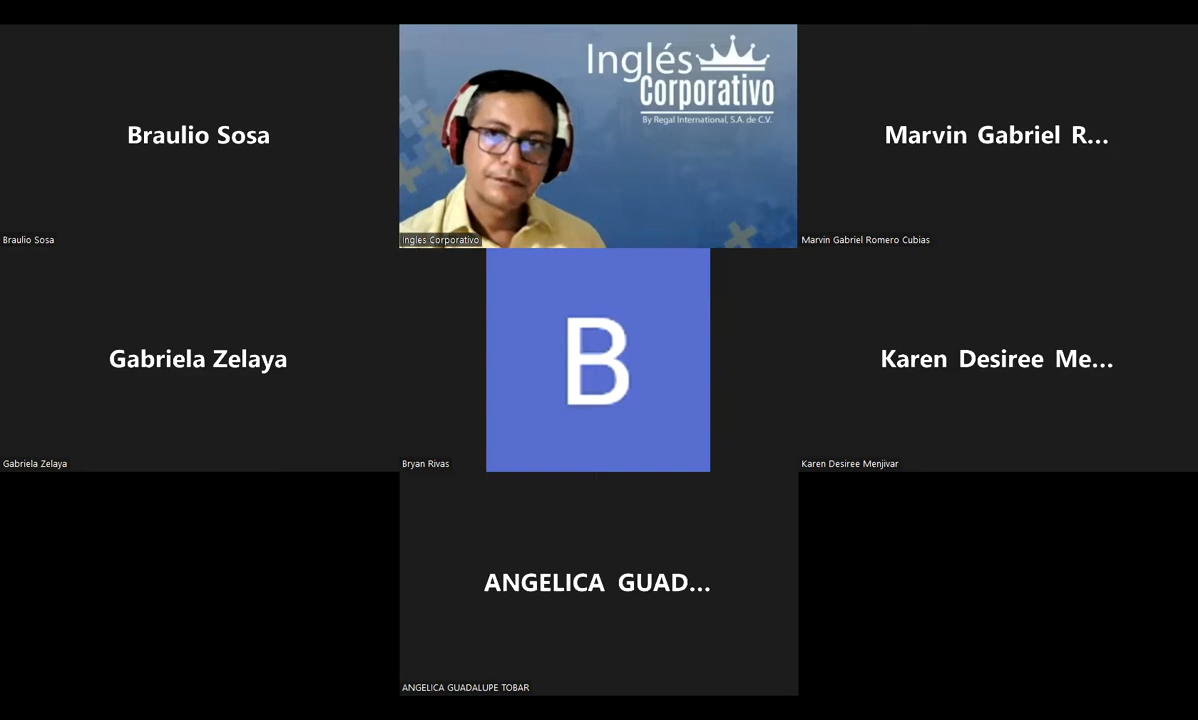 Braulio Sosa
Braulio Sosa
Inglés
Corporativo
By Regal International, S.A. de C.V.
Ingles Corporativo
Marvin Gabriel R...
Marvin Gabriel Romero Cubias
Gabriela Zelaya
Gabriela Zelaya
B
Bryan Rivas
Karen Desiree Me...
Karen Desiree Menjivar
ANGELICA GUAD...
ANGELICA GUADALUPE TOBAR